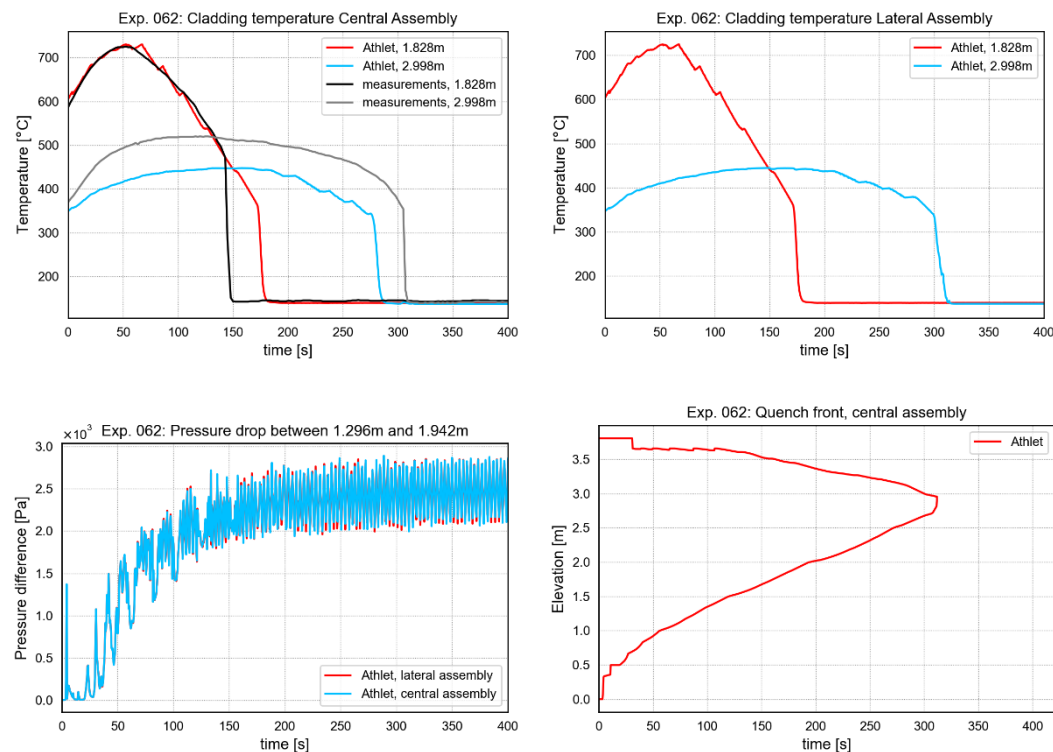 Exp. 062: Cladding temperature Central Assembly
Temperature [°C]
700
600
500
400
300
200
Athlet, 1.828m
Athlet, 2.998m
measurements, 1.828m
measurements, 2.998m
0 50 100 150 200 250 300 350 400
time [s]
Exp. 062: Cladding temperature Lateral Assembly
Temperature [°C]
700
600
500
400
300
200
Athlet, 1.828m
Athlet, 2.998m
0 50 100 150 200 250 300 350 400
time [s]
×10³ Exp. 062: Pressure drop between 1.296m and 1.942m
Pressure difference [Pa]
3.0
2.5
2.0
1.5
1.0
0.5
0.0
Athlet, lateral assembly
Athlet, central assembly
0 50 100 150 200 250 300 350 400
time [s]
Exp. 062: Quench front, central assembly
Elevation [m]
3.5
3.0
2.5
2.0
1.5
1.0
0.5
0.0
Athlet
0 50 100 150 200 250 300 350 400
time [s]